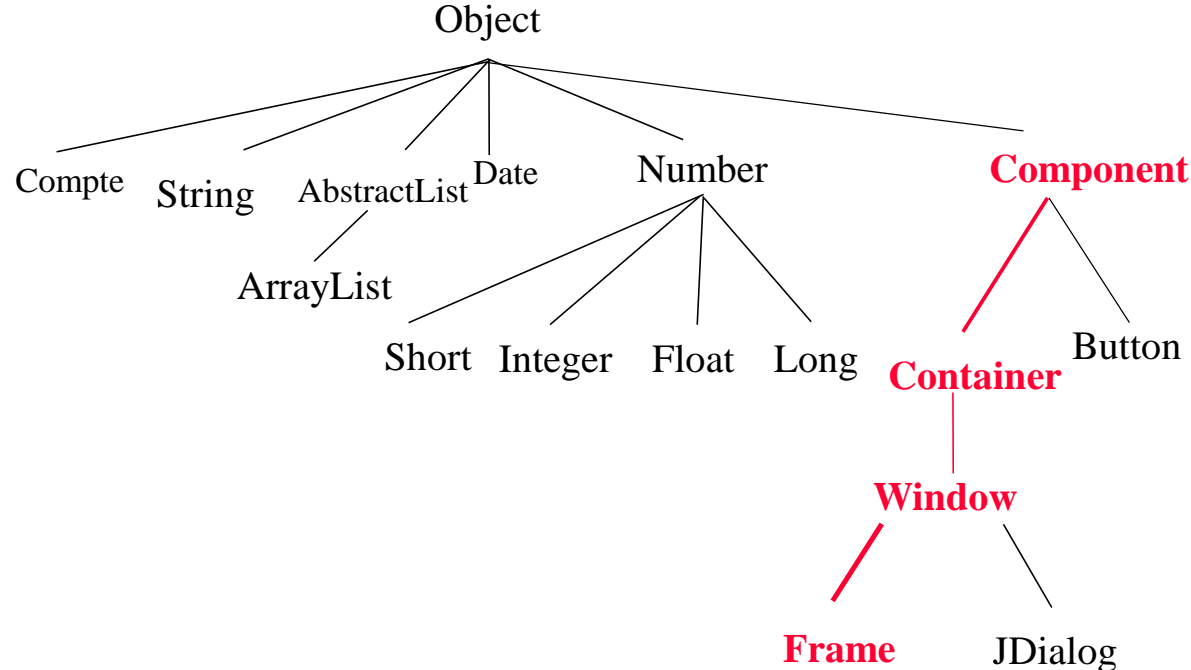 Object
Compte
String
AbstractList
Date
Number
Component
ArrayList
Short
Integer
Float
Long
Button
Container
Window
Frame
JDialog